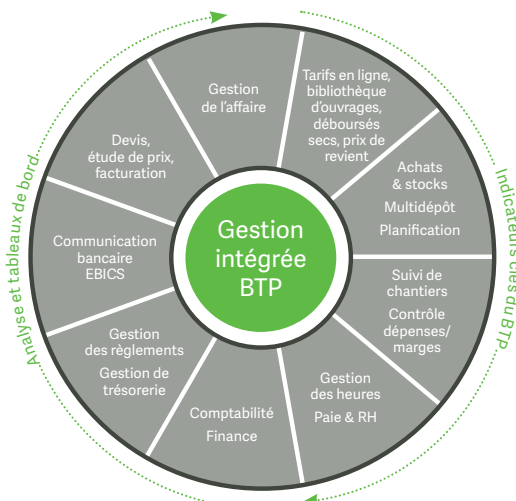 Gestion
de l'affaire
Tarifs en ligne,
bibliothèque
d'ouvrages,
déboursés
secs, prix de
revient
Achats
& stocks
Multidépôt
Planification
Suivi de
chantiers
Contrôle
dépenses/
marges
Gestion
des heures
Paie & RH
Comptabilité
Finance
Gestion
des règlements
Gestion de
trésorerie
Communication
bancaire
EBICS
Devis,
étude de prix,
facturation
Gestion
intégrée
BTP
Analyse et tableaux de bord
Indicateurs clés du BTP